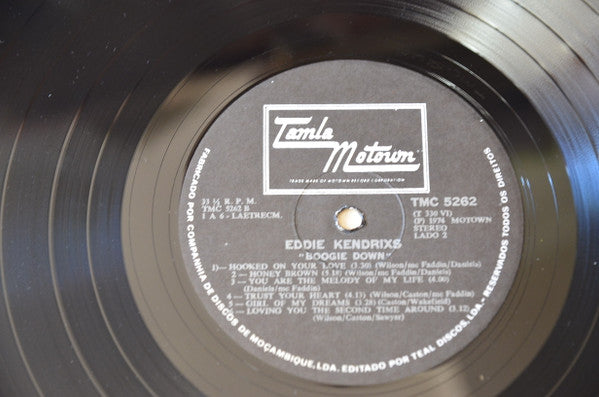 Tamla
Motown
TRADE MARK OF MOTOWN RECORD CORPORATION
33 ⅓ R. P. M.
TMC 5262 B
1 A 6 - LAETRECM.
TMC 5262
(T 330 VI)
(P) 1974 MOTOWN
STEREO
LADO 2
EDDIE KENDRIXS
"BOOGIE DOWN"
1)— HOOKED ON YOUR LOVE (3.30) (Wilson/mc Faddin/Daniels)
2 — HONEY BROWN (5.18) (Wilson/mc Faddin/Daniels)
3 — YOU ARE THE MELODY OF MY LIFE (4.00)
(Daniels/mc Faddin)
4 — TRUST YOUR HEART (4.13) (Wilson/Caston/mc Faddin)
5 — GIRL OF MY DREAMS (3.28) (Caston/Wakefield)
6 — LOVING YOU THE SECOND TIME AROUND (3.12)
(Wilson/Caston/Sawyer)
FABRICADO POR COMPANHIA DE DISCOS DE MOÇAMBIQUE,LDA. EDITADO POR TEAL DISCOS,LDA. RESERVADOS TODOS OS DIREITOS